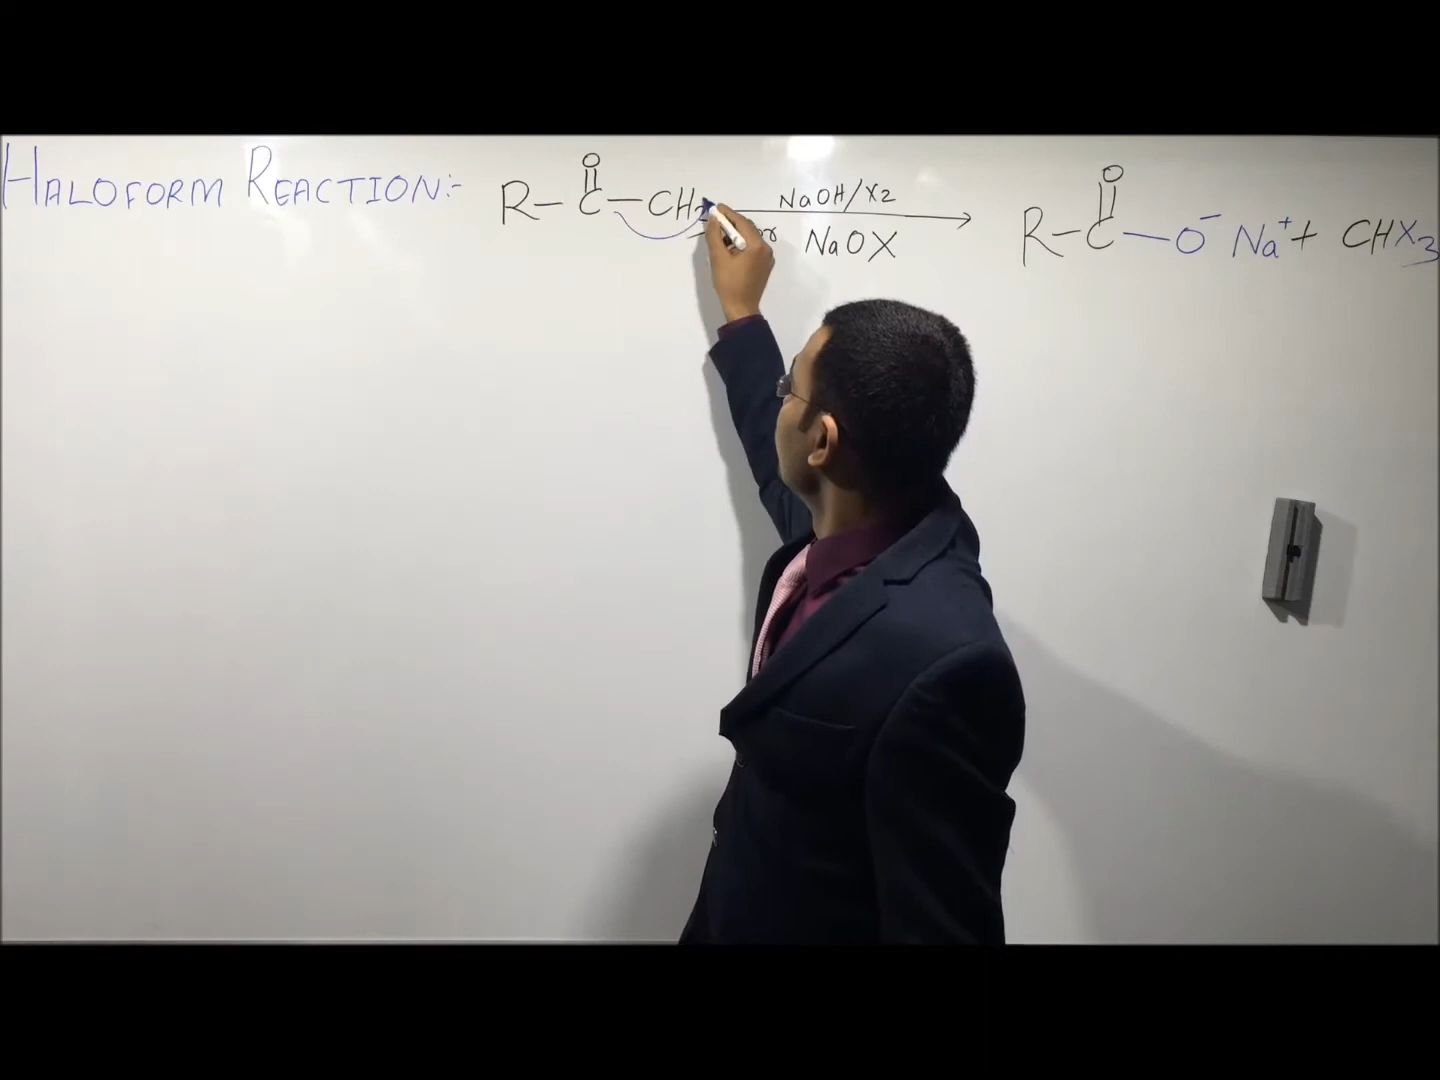 HALOFORM REACTION:-
O
R-C-CH3
NaOH/X2
or NaOX
O
R-C-O⁻ Na⁺ + CHX3